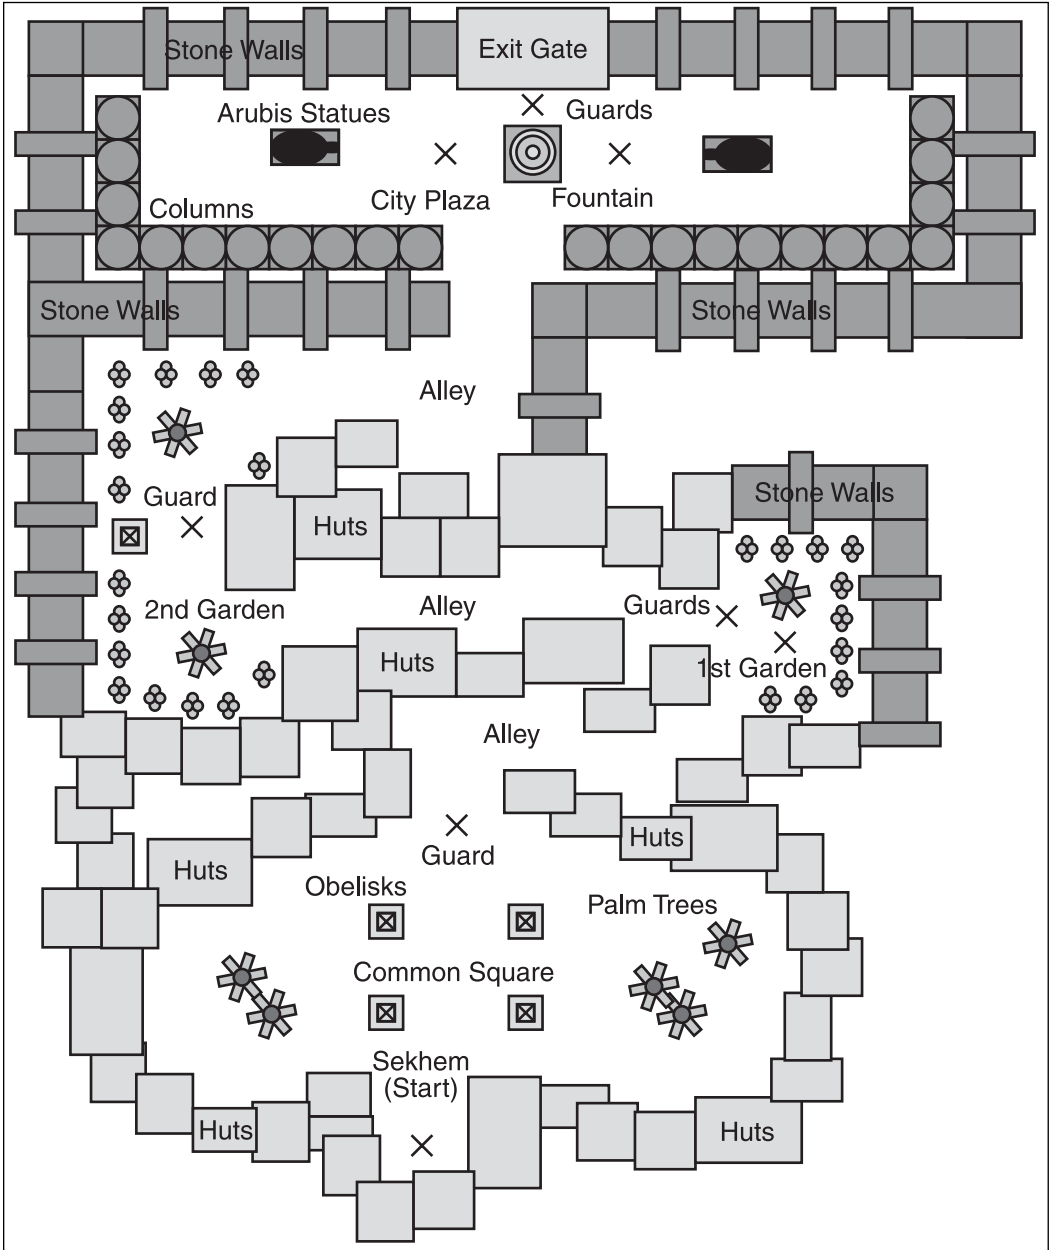 Stone Walls
Exit Gate
Arubis Statues
Guards
City Plaza
Fountain
Columns
Stone Walls
Stone Walls
Alley
Guard
Huts
Stone Walls
2nd Garden
Alley
Guards
Huts
1st Garden
Alley
Guard
Huts
Huts
Obelisks
Palm Trees
Common Square
Sekhem
(Start)
Huts
Huts